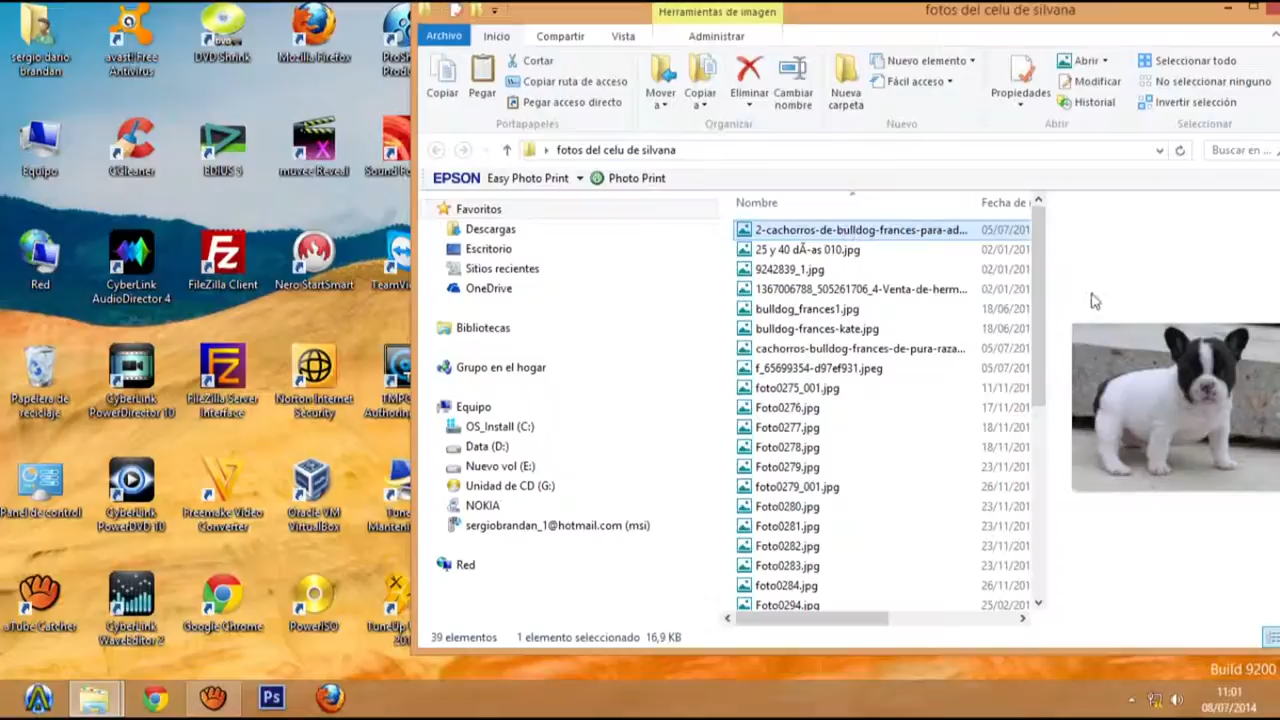 Herramientas de imagen
fotos del celu de silvana
Archivo
Inicio
Compartir
Vista
Administrar
Copiar
Pegar
Cortar
Copiar ruta de acceso
Pegar acceso directo
Portapapeles
Mover
a
Copiar
a
Eliminar
Cambiar
nombre
Organizar
Nueva
carpeta
Nuevo elemento
Fácil acceso
Nuevo
Propiedades
Abrir
Modificar
Historial
Abrir
Seleccionar todo
No seleccionar ninguno
Invertir selección
Seleccionar
fotos del celu de silvana
Buscar en ...
EPSON Easy Photo Print Photo Print
Favoritos
Descargas
Escritorio
Sitios recientes
OneDrive
Bibliotecas
Grupo en el hogar
Equipo
OS_Install (C:)
Data (D:)
Nuevo vol (E:)
Unidad de CD (G:)
NOKIA
sergiobrandan_1@hotmail.com (msi)
Red
Nombre Fecha de
2-cachorros-de-bulldog-frances-para-ad... 05/07/201
25 y 40 dÃ-as 010.jpg 02/01/201
9242839_1.jpg 02/01/201
1367006788_505261706_4-Venta-de-herm... 02/01/201
bulldog_frances1.jpg 18/06/201
bulldog-frances-kate.jpg 18/06/201
cachorros-bulldog-frances-de-pura-raza... 05/07/201
f_65699354-d97ef931.jpeg 05/07/201
foto0275_001.jpg 11/11/201
Foto0276.jpg 17/11/201
Foto0277.jpg 18/11/201
Foto0278.jpg 18/11/201
Foto0279.jpg 23/11/201
foto0279_001.jpg 26/11/201
Foto0280.jpg 23/11/201
Foto0281.jpg 23/11/201
Foto0282.jpg 23/11/201
Foto0283.jpg 23/11/201
foto0284.jpg 26/11/201
Foto0294.jpg 25/02/201
39 elementos 1 elemento seleccionado 16,9 KB
sergio dario
brandan
avast! Free
Antivirus
DVD Shrink
Mozilla Firefox
ProSh
Produ
Equipo
CCleaner
EDIUS 5
muvee Reveal
Sound Fo
Red
CyberLink
AudioDirector 4
FileZilla Client
Nero StartSmart
TeamVi
Papelera de
reciclaje
CyberLink
PowerDirector 10
FileZilla Server
Interface
Norton Internet
Security
TMPG
Authoring
Panel de control
CyberLink
PowerDVD 10
Freemake Video
Converter
Oracle VM
VirtualBox
Tune
Manteni
aTube Catcher
CyberLink
WaveEditor 2
Google Chrome
PowerISO
TuneUp
201
Build 9200
Ps
11:01
08/07/2014